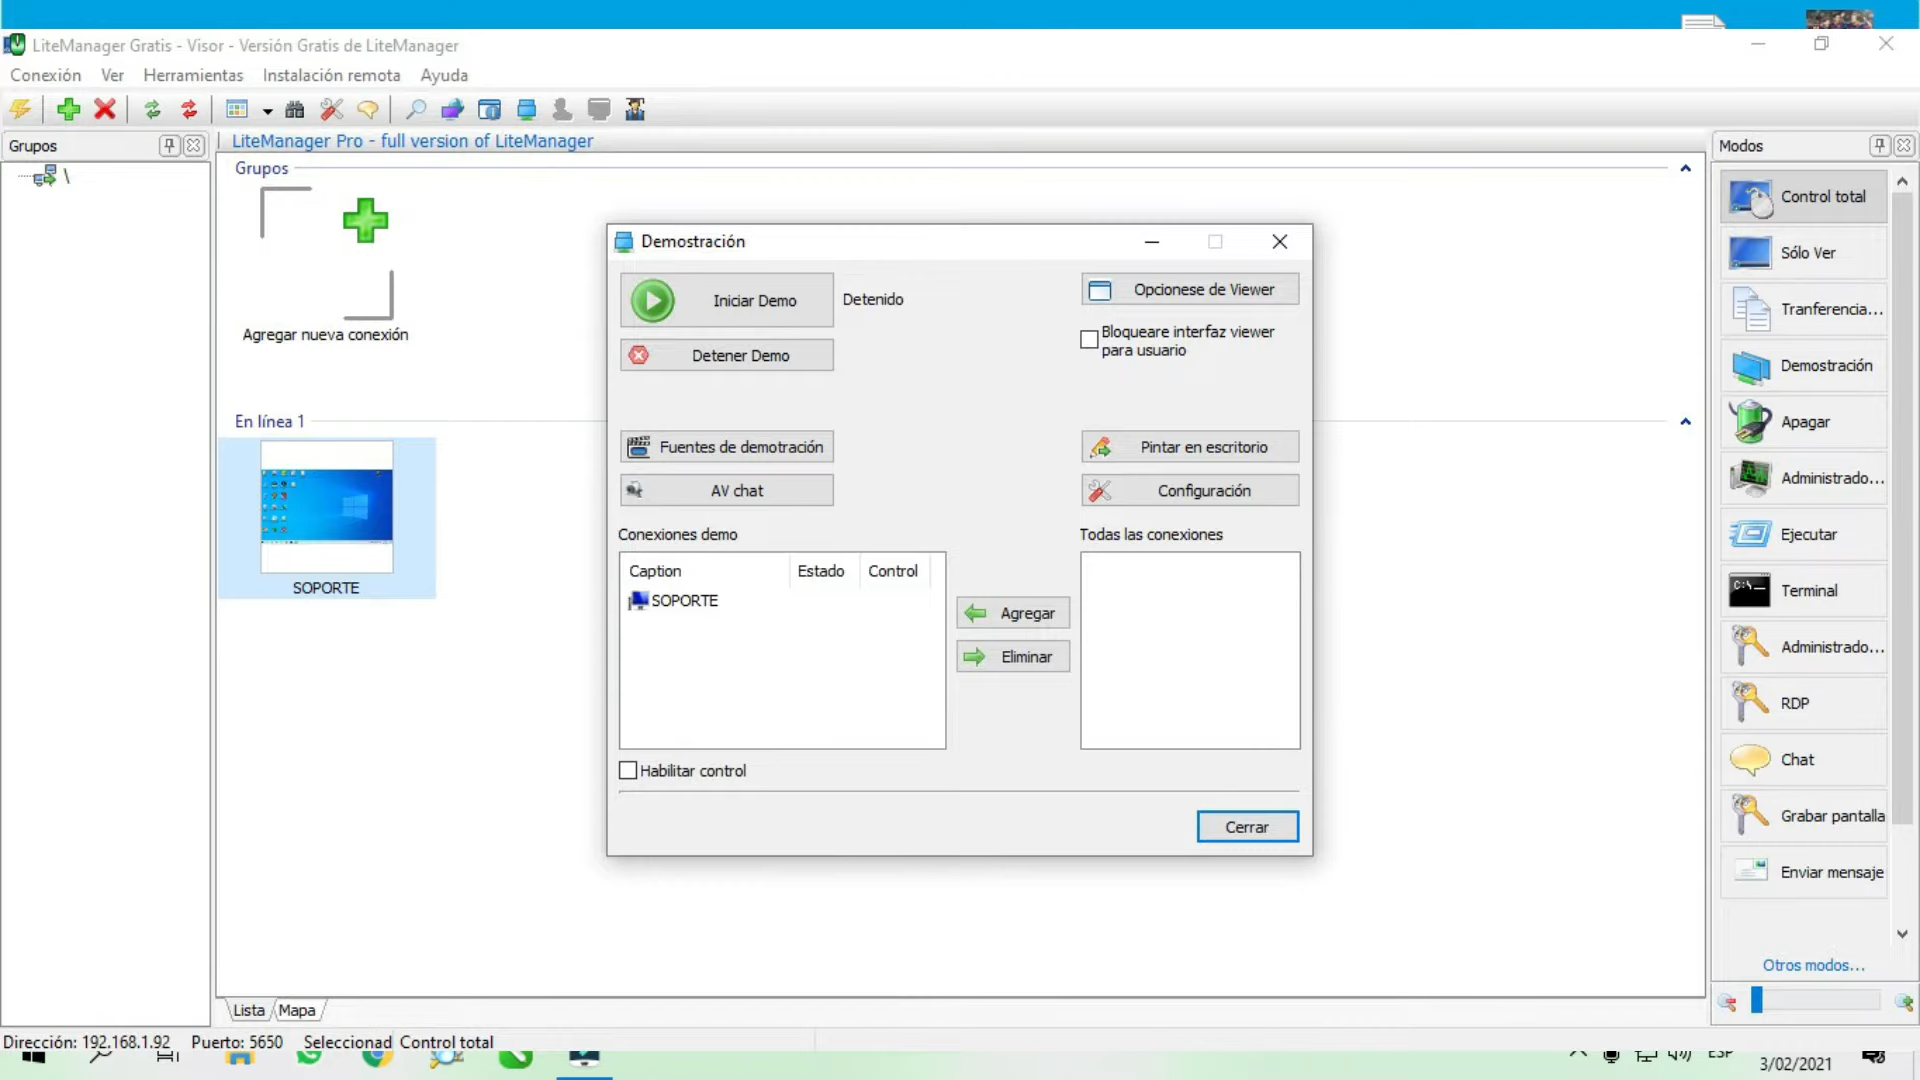 LiteManager Gratis - Visor - Versión Gratis de LiteManager
Conexión Ver Herramientas Instalación remota Ayuda
Grupos
\
LiteManager Pro - full version of LiteManager
Grupos
Agregar nueva conexión
En línea 1
SOPORTE
Demostración
Iniciar Demo
Detenido
Opcionese de Viewer
Bloqueare interfaz viewer
para usuario
Detener Demo
Fuentes de demotración
Pintar en escritorio
AV chat
Configuración
Conexiones demo
Todas las conexiones
Caption Estado Control
SOPORTE
Agregar
Eliminar
Habilitar control
Cerrar
Modos
Control total
Sólo Ver
Tranferencia...
Demostración
Apagar
Administrado...
Ejecutar
C:\_
Terminal
Administrado...
RDP
Chat
Grabar pantalla
Enviar mensaje
Otros modos...
Lista Mapa
Dirección: 192.168.1.92 Puerto: 5650 Seleccionad Control total
ESP
3/02/2021